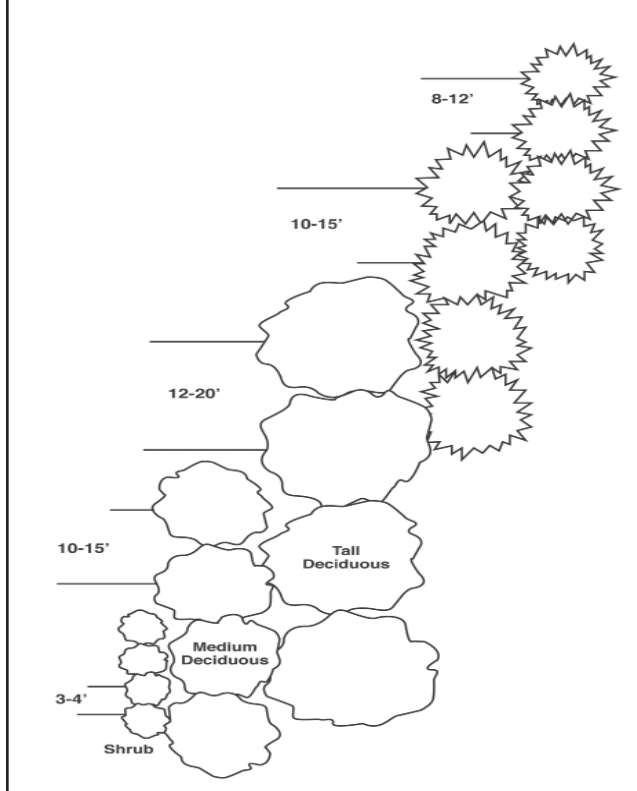 8-12’
10-15’
12-20’
10-15’
Tall
Deciduous
Medium
Deciduous
3-4’
Shrub